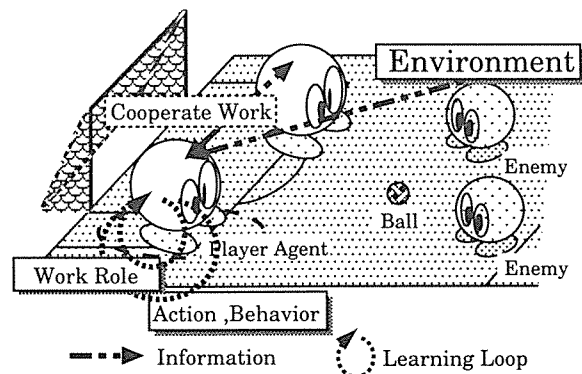 Environment
Cooperate Work
Enemy
Ball
Player Agent
Enemy
Work Role
Action ,Behavior
Information
Learning Loop